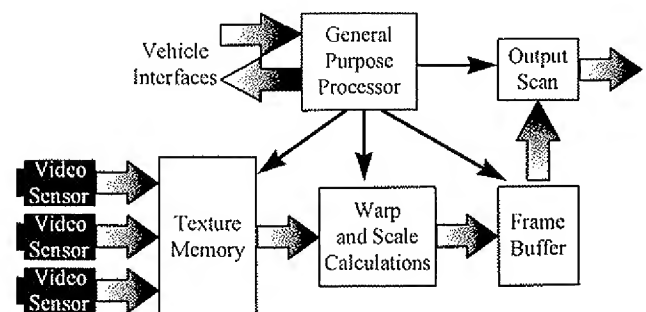 Vehicle
Interfaces
General
Purpose
Processor
Output
Scan
Video
Sensor
Video
Sensor
Video
Sensor
Texture
Memory
Warp
and Scale
Calculations
Frame
Buffer